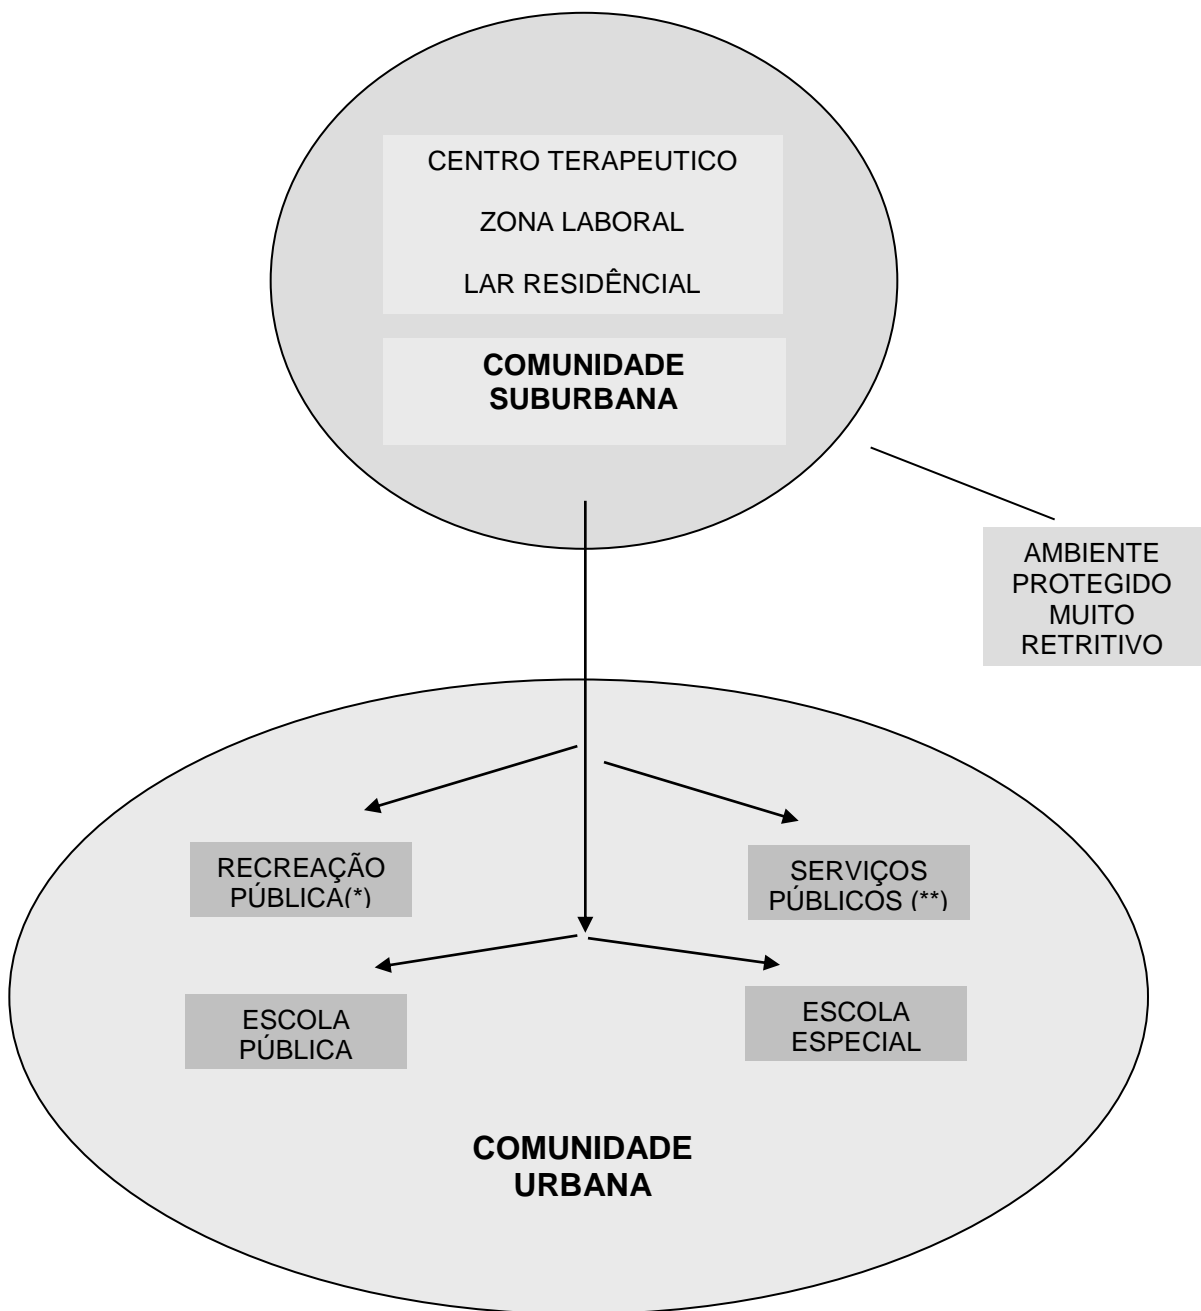 CENTRO TERAPEUTICO
ZONA LABORAL
LAR RESIDÊNCIAL
COMUNIDADE
SUBURBANA
AMBIENTE
PROTEGIDO
MUITO
RETRITIVO
RECREAÇÃO
PÚBLICA(*)
SERVIÇOS
PÚBLICOS (**)
ESCOLA
PÚBLICA
ESCOLA
ESPECIAL
COMUNIDADE
URBANA